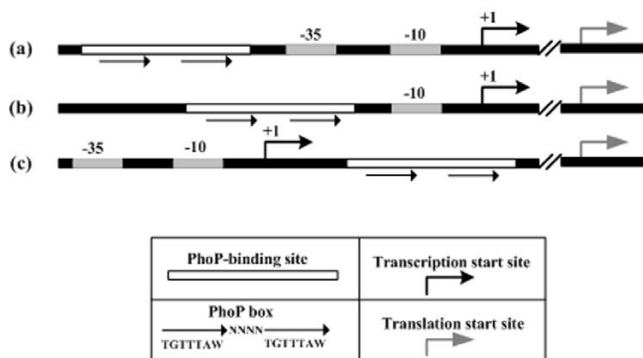 +1
-35 -10
(a)
+1
-10
(b)
+1
-35 -10
(c)
PhoP-binding site
Transcription start site
PhoP box
TGTTTAW NNNN TGTTTAW
Translation start site